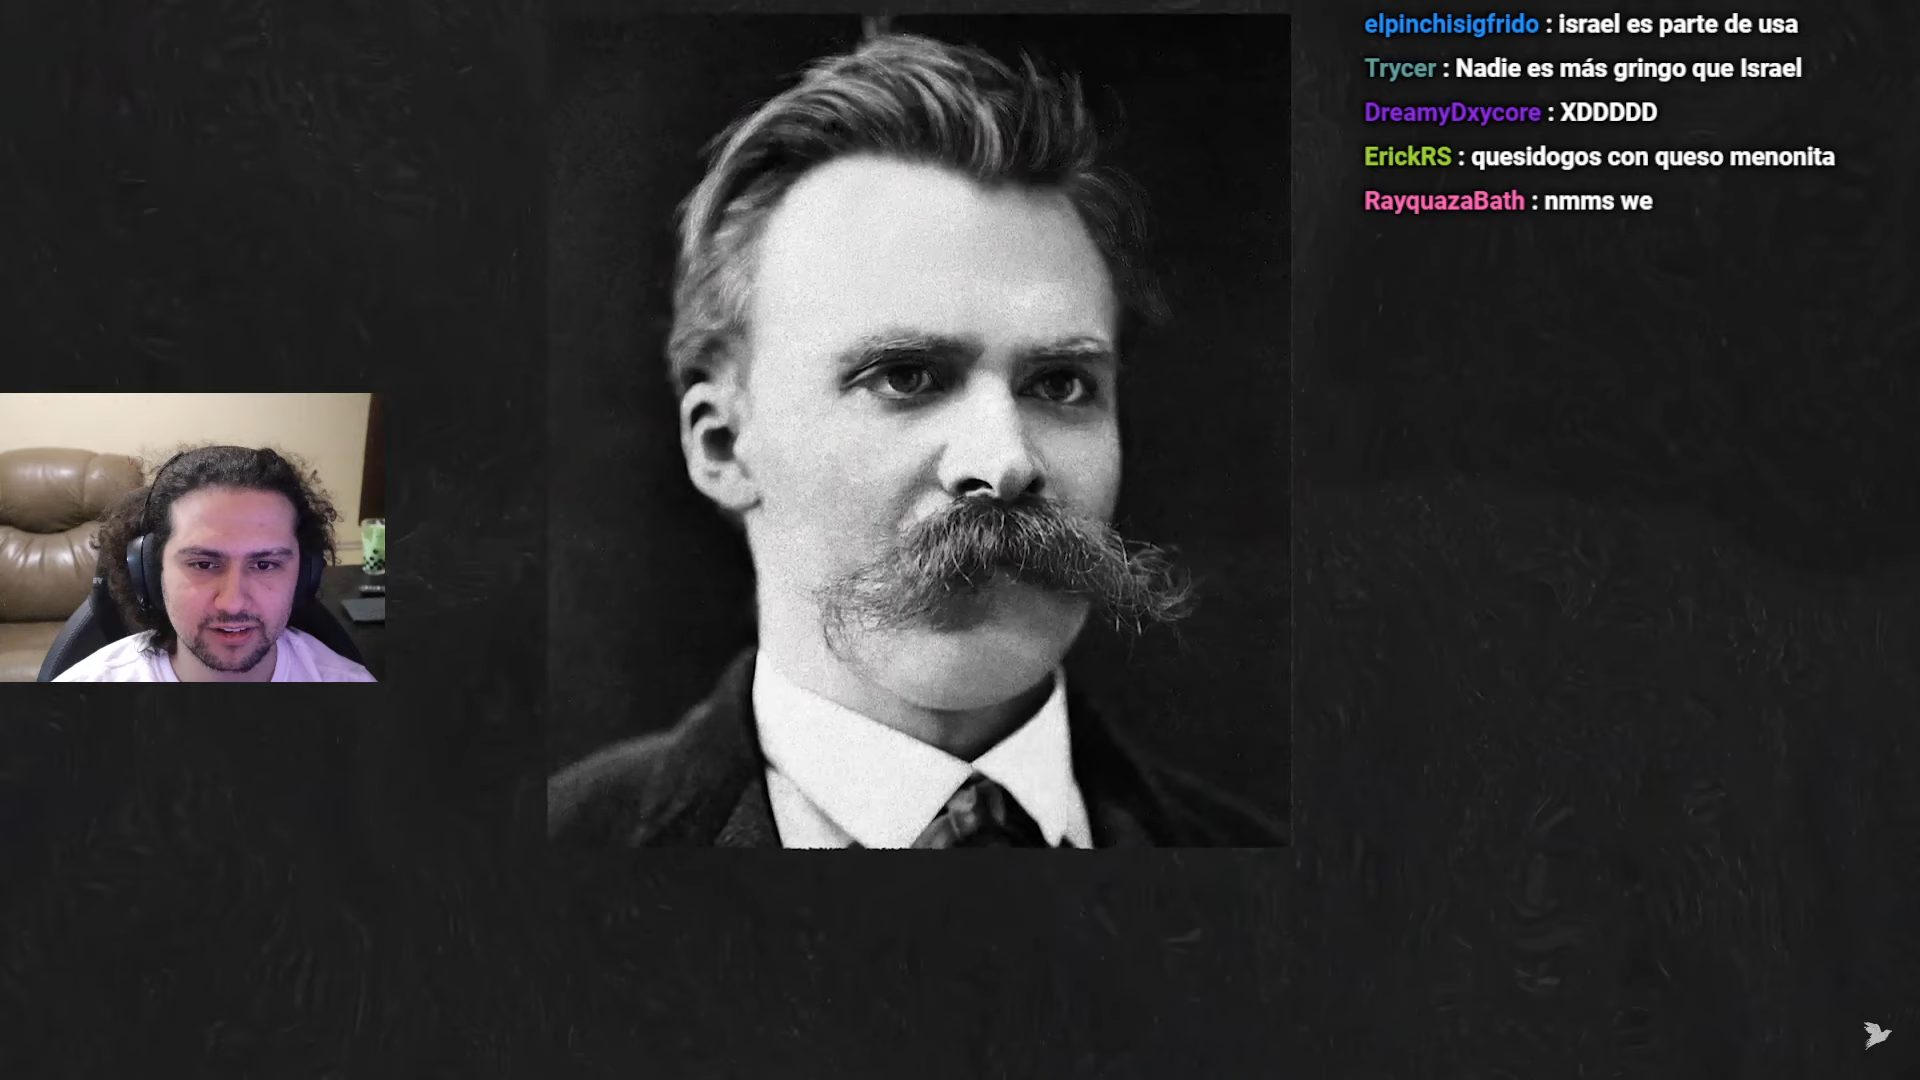 elpinchisigfrido : israel es parte de usa
Trycer : Nadie es más gringo que Israel
DreamyDxycore : XDDDDD
ErickRS : quesidogos con queso menonita
RayquazaBath : nmms we